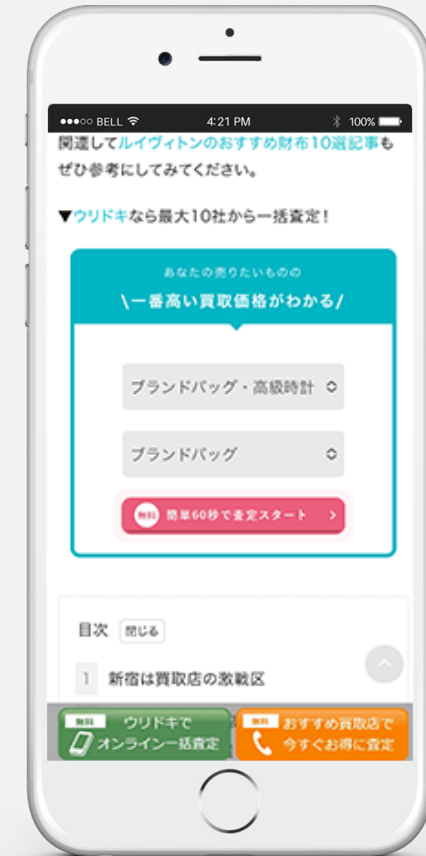 BELL 4:21 PM 100%
関連してルイヴィトンのおすすめ財布10選記事も
ぜひ参考にしてみてください。
▼ウリドキなら最大10社から一括査定！
あなたの売りたいものの
\一番高い買取価格がわかる/
ブランドバッグ・高級時計
ブランドバッグ
無料 簡単60秒で査定スタート >
目次 閉じる
1 新宿は買取店の激戦区
無料 ウリドキで
オンライン一括査定
無料 おすすめ買取店で
今すぐお得に査定